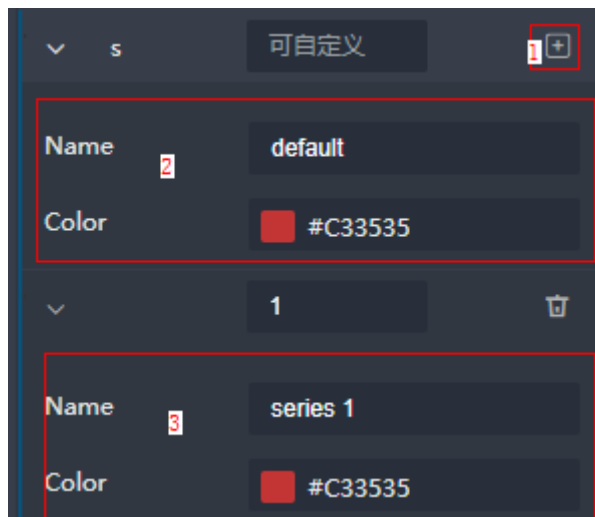 s 可自定义 1
Name default
2
Color #C33535
1
Name series 1
3
Color #C33535